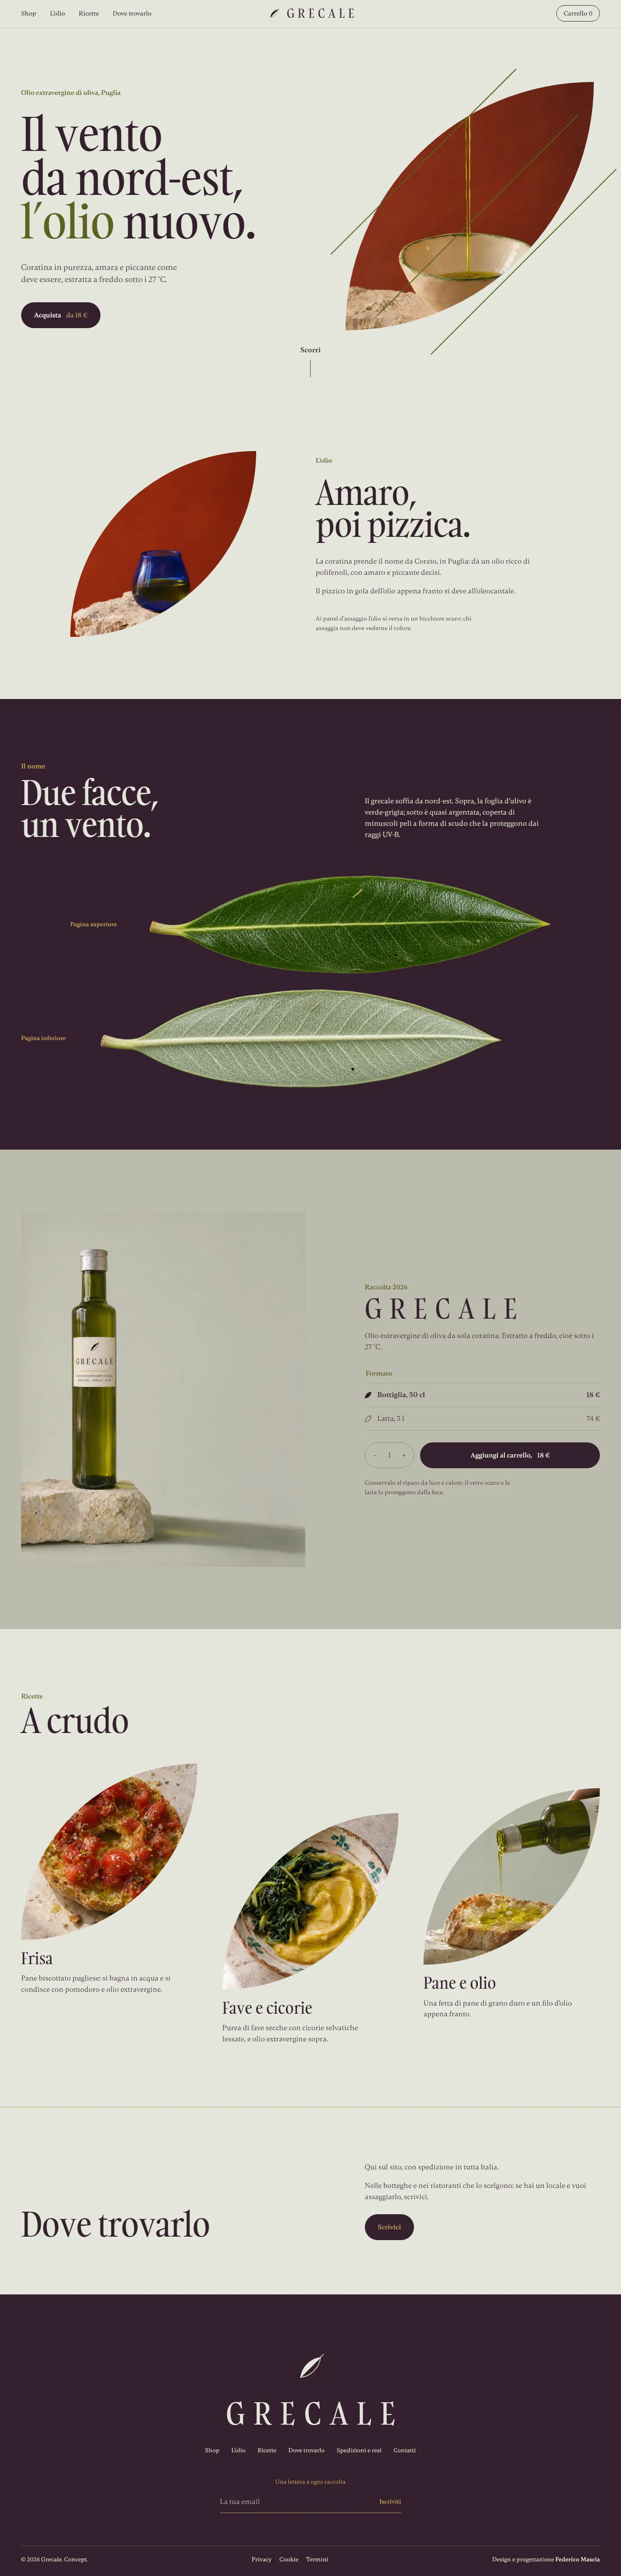 Shop L'olio Ricette Dove trovarlo
GRECALE
Carrello 0
Olio extravergine di oliva, Puglia
Il vento
da nord-est,
l'olio nuovo.
Coratina in purezza, amara e piccante come
deve essere, estratta a freddo sotto i 27 °C.
Acquista da 18 €
Scorri
L'olio
Amaro,
poi pizzica.
La coratina prende il nome da Corato, in Puglia: dà un olio ricco di
polifenoli, con amaro e piccante decisi.
Il pizzico in gola dell'olio appena franto si deve all'oleocantale.
Ai panel d'assaggio l'olio si versa in un bicchiere scuro: chi
assaggia non deve vederne il colore.
Il nome
Due facce,
un vento.
Il grecale soffia da nord-est. Sopra, la foglia d'ulivo è
verde-grigia; sotto è quasi argentata, coperta di
minuscoli peli a forma di scudo che la proteggono dai
raggi UV-B.
Pagina superiore
Pagina inferiore
GRECALE
Raccolta 2026
GRECALE
Olio extravergine di oliva da sola coratina. Estratto a freddo, cioè sotto i
27 °C.
Formato
Bottiglia, 50 cl 18 €
Latta, 3 l 74 €
− 1 +
Aggiungi al carrello, 18 €
Conservalo al riparo da luce e calore: il vetro scuro e la
latta lo proteggono dalla luce.
Ricette
A crudo
Frisa
Pane biscottato pugliese: si bagna in acqua e si
condisce con pomodoro e olio extravergine.
Fave e cicorie
Purea di fave secche con cicorie selvatiche
lessate, e olio extravergine sopra.
Pane e olio
Una fetta di pane di grano duro e un filo d'olio
appena franto.
Dove trovarlo
Qui sul sito, con spedizione in tutta Italia.
Nelle botteghe e nei ristoranti che lo scelgono: se hai un locale e vuoi
assaggiarlo, scrivici.
Scrivici
GRECALE
Shop L'olio Ricette Dove trovarlo Spedizioni e resi Contatti
Una lettera a ogni raccolta
La tua email Iscriviti
© 2026 Grecale. Concept.
Privacy Cookie Termini
Design e progettazione Federico Mascia